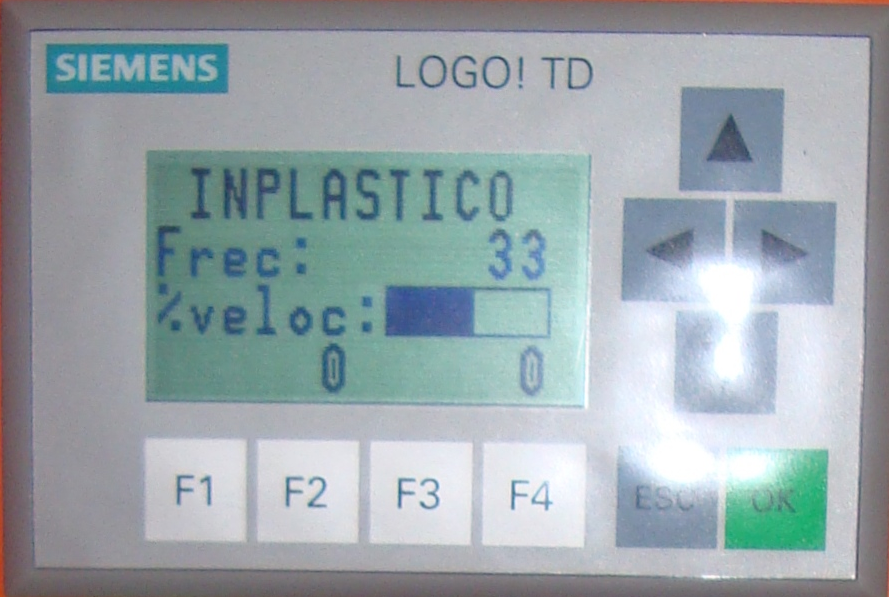 SIEMENS
LOGO! TD
INPLASTICO
Frec: 33
%veloc:
0 0
F1 F2 F3 F4 ESC OK